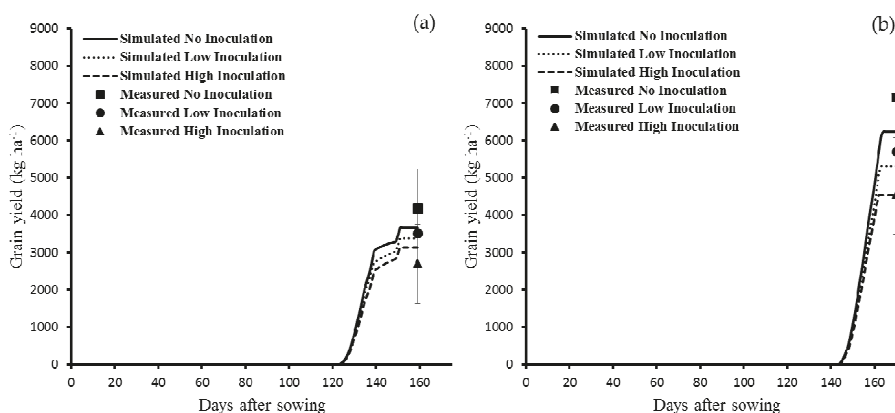 (a)
9000
8000
7000
6000
5000
4000
3000
2000
1000
0
Grain yield (kg ha⁻¹)
Simulated No Inoculation
Simulated Low Inoculation
Simulated High Inoculation
Measured No Inoculation
Measured Low Inoculation
Measured High Inoculation
0 20 40 60 80 100 120 140 160
Days after sowing
(b)
9000
8000
7000
6000
5000
4000
3000
2000
1000
0
Grain yield (kg ha⁻¹)
Simulated No Inoculation
Simulated Low Inoculation
Simulated High Inoculation
Measured No Inoculation
Measured Low Inoculation
Measured High Inoculation
0 20 40 60 80 100 120 140 160
Days after sowing